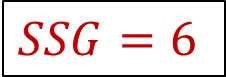 SSG = 6